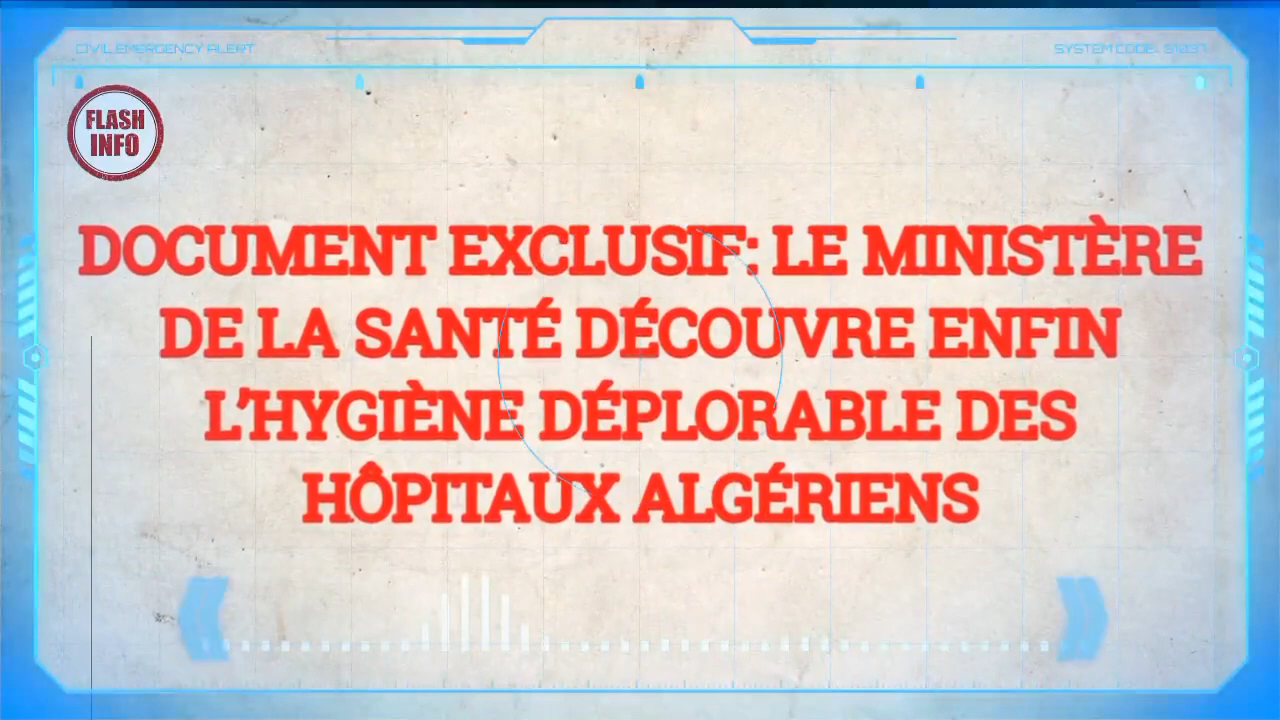 CIVIL EMERGENCY ALERT
FLASH
INFO
DOCUMENT EXCLUSIF: LE MINISTÈRE
DE LA SANTÉ DÉCOUVRE ENFIN
L'HYGIÈNE DÉPLORABLE DES
HÔPITAUX ALGÉRIENS
SYSTEM CODE: